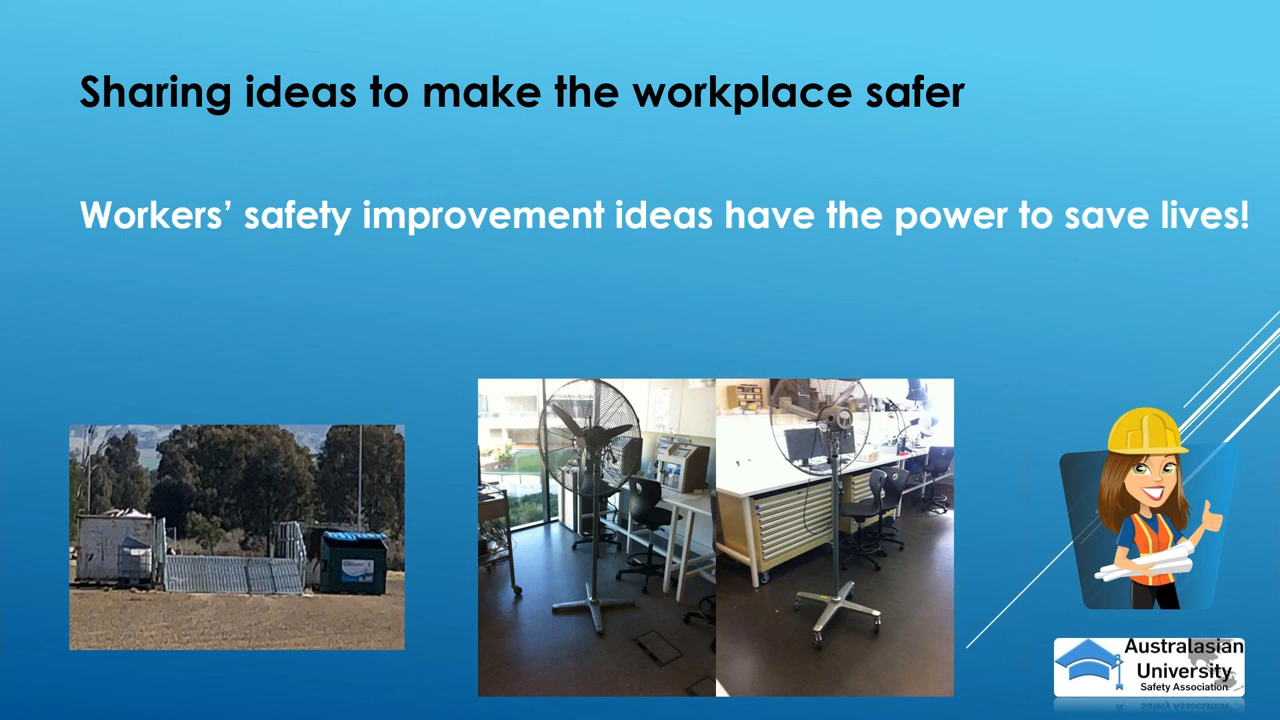 Sharing ideas to make the workplace safer
Workers’ safety improvement ideas have the power to save lives!
Australasian
University
Safety Association